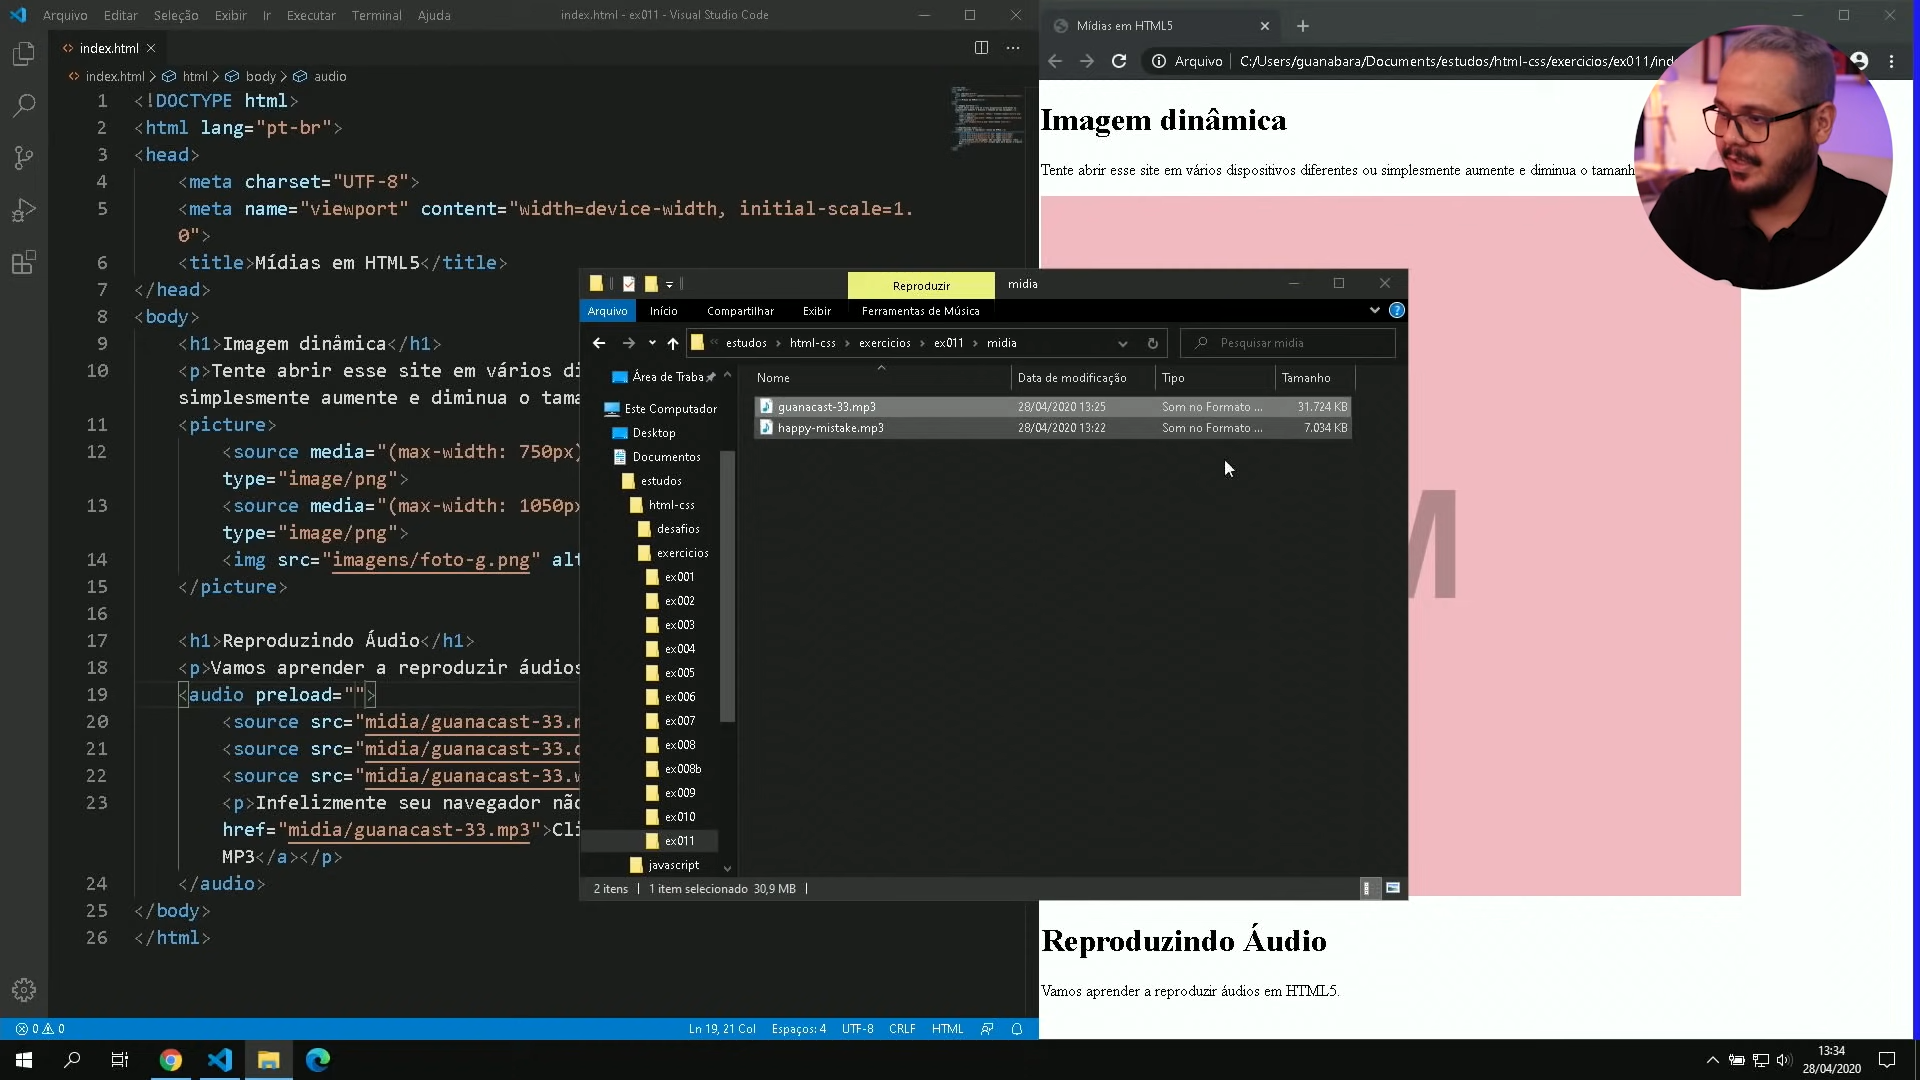 Arquivo Editar Seleção Exibir Ir Executar Terminal Ajuda
index.html - ex011 - Visual Studio Code
index.html
index.html > html > body > audio
1 <!DOCTYPE html>
2 <html lang="pt-br">
3 <head>
4 <meta charset="UTF-8">
5 <meta name="viewport" content="width=device-width, initial-scale=1.
0">
6 <title>Mídias em HTML5</title>
7 </head>
8 <body>
9 <h1>Imagem dinâmica</h1>
10 <p>Tente abrir esse site em vários di
simplesmente aumente e diminua o tama
11 <picture>
12 <source media="(max-width: 750px)
type="image/png">
13 <source media="(max-width: 1050px
type="image/png">
14 <img src="imagens/foto-g.png" alt
15 </picture>
16
17 <h1>Reproduzindo Áudio</h1>
18 <p>Vamos aprender a reproduzir áudios
19 <audio preload="">
20 <source src="midia/guanacast-33.m
21 <source src="midia/guanacast-33.o
22 <source src="midia/guanacast-33.w
23 <p>Infelizmente seu navegador não
href="midia/guanacast-33.mp3">Cli
MP3</a></p>
24 </audio>
25 </body>
26 </html>
0 0
Ln 19, 21 Col Espaços: 4 UTF-8 CRLF HTML
Reproduzir midia
Arquivo Início Compartilhar Exibir Ferramentas de Música
estudos > html-css > exercicios > ex011 > midia
Pesquisar midia
Área de Traba
Este Computador
Desktop
Documentos
estudos
html-css
desafios
exercicios
ex001
ex002
ex003
ex004
ex005
ex006
ex007
ex008
ex008b
ex009
ex010
ex011
javascript
Nome Data de modificação Tipo Tamanho
guanacast-33.mp3 28/04/2020 13:25 Som no Formato ... 31.724 KB
happy-mistake.mp3 28/04/2020 13:22 Som no Formato ... 7.034 KB
2 itens 1 item selecionado 30,9 MB
Mídias em HTML5
Arquivo C:/Users/guanabara/Documents/estudos/html-css/exercicios/ex011/ind
Imagem dinâmica
Tente abrir esse site em vários dispositivos diferentes ou simplesmente aumente e diminua o tamanh
M
Reproduzindo Áudio
Vamos aprender a reproduzir áudios em HTML5.
13:34
28/04/2020